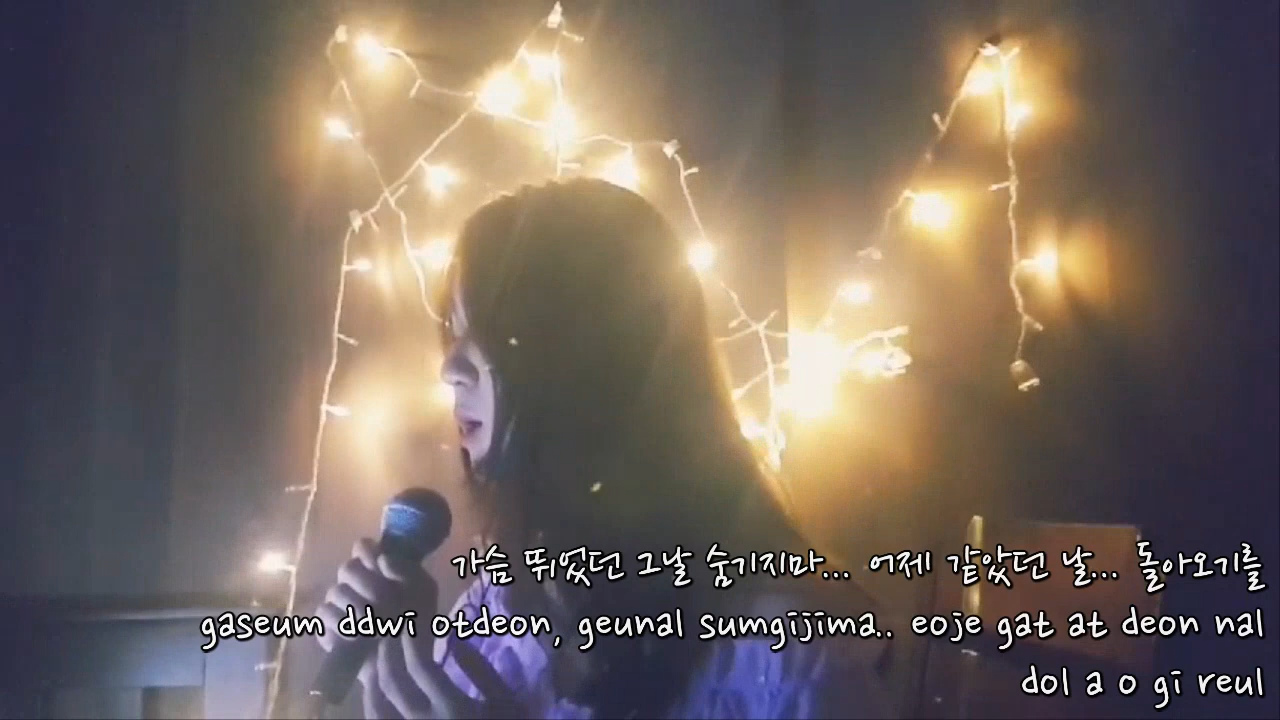 가슴 뛰었던 그날 숨기지마... 어제 같았던 날... 돌아오기를
gaseum ddwi otdeon, geunal sumgijima.. eoje gat at deon nal
dol a o gi reul